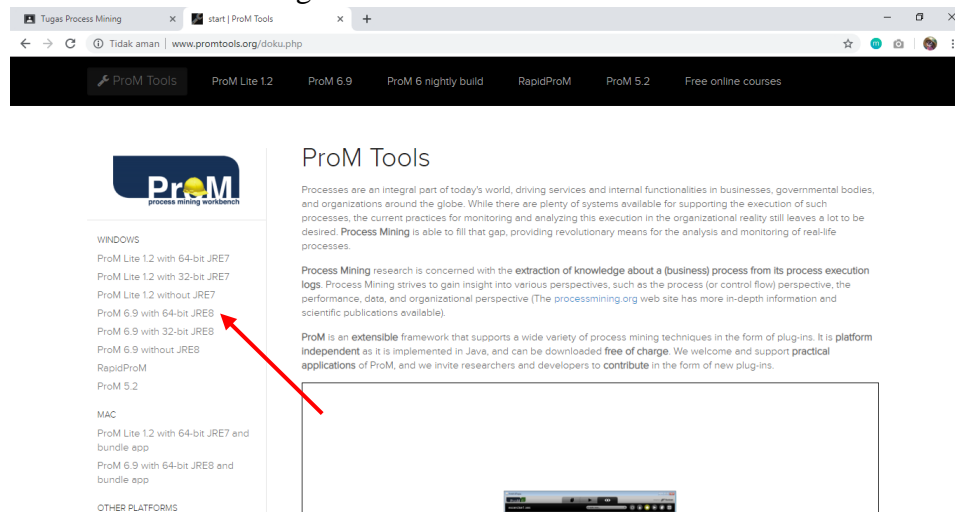 Tugas Process Mining
start | ProM Tools
Tidak aman | www.promtools.org/doku.php
ProM Tools
ProM Lite 1.2
ProM 6.9
ProM 6 nightly build
RapidProM
ProM 5.2
Free online courses
ProM
process mining workbench
WINDOWS
ProM Lite 1.2 with 64-bit JRE7
ProM Lite 1.2 with 32-bit JRE7
ProM Lite 1.2 without JRE7
ProM 6.9 with 64-bit JRE8
ProM 6.9 with 32-bit JRE8
ProM 6.9 without JRE8
RapidProM
ProM 5.2
MAC
ProM Lite 1.2 with 64-bit JRE7 and
bundle app
ProM 6.9 with 64-bit JRE8 and
bundle app
OTHER PLATFORMS
ProM Tools
Processes are an integral part of today's world, driving services and internal functionalities in businesses, governmental bodies,
and organizations around the globe. While there are plenty of systems available for supporting the execution of such
processes, the current practices for monitoring and analyzing this execution in the organizational reality still leaves a lot to be
desired. Process Mining is able to fill that gap, providing revolutionary means for the analysis and monitoring of real-life
processes.
Process Mining research is concerned with the extraction of knowledge about a (business) process from its process execution
logs. Process Mining strives to gain insight into various perspectives, such as the process (or control flow) perspective, the
performance, data, and organizational perspective (The processmining.org web site has more in-depth information and
scientific publications available).
ProM is an extensible framework that supports a wide variety of process mining techniques in the form of plug-ins. It is platform
independent as it is implemented in Java, and can be downloaded free of charge. We welcome and support practical
applications of ProM, and we invite researchers and developers to contribute in the form of new plug-ins.